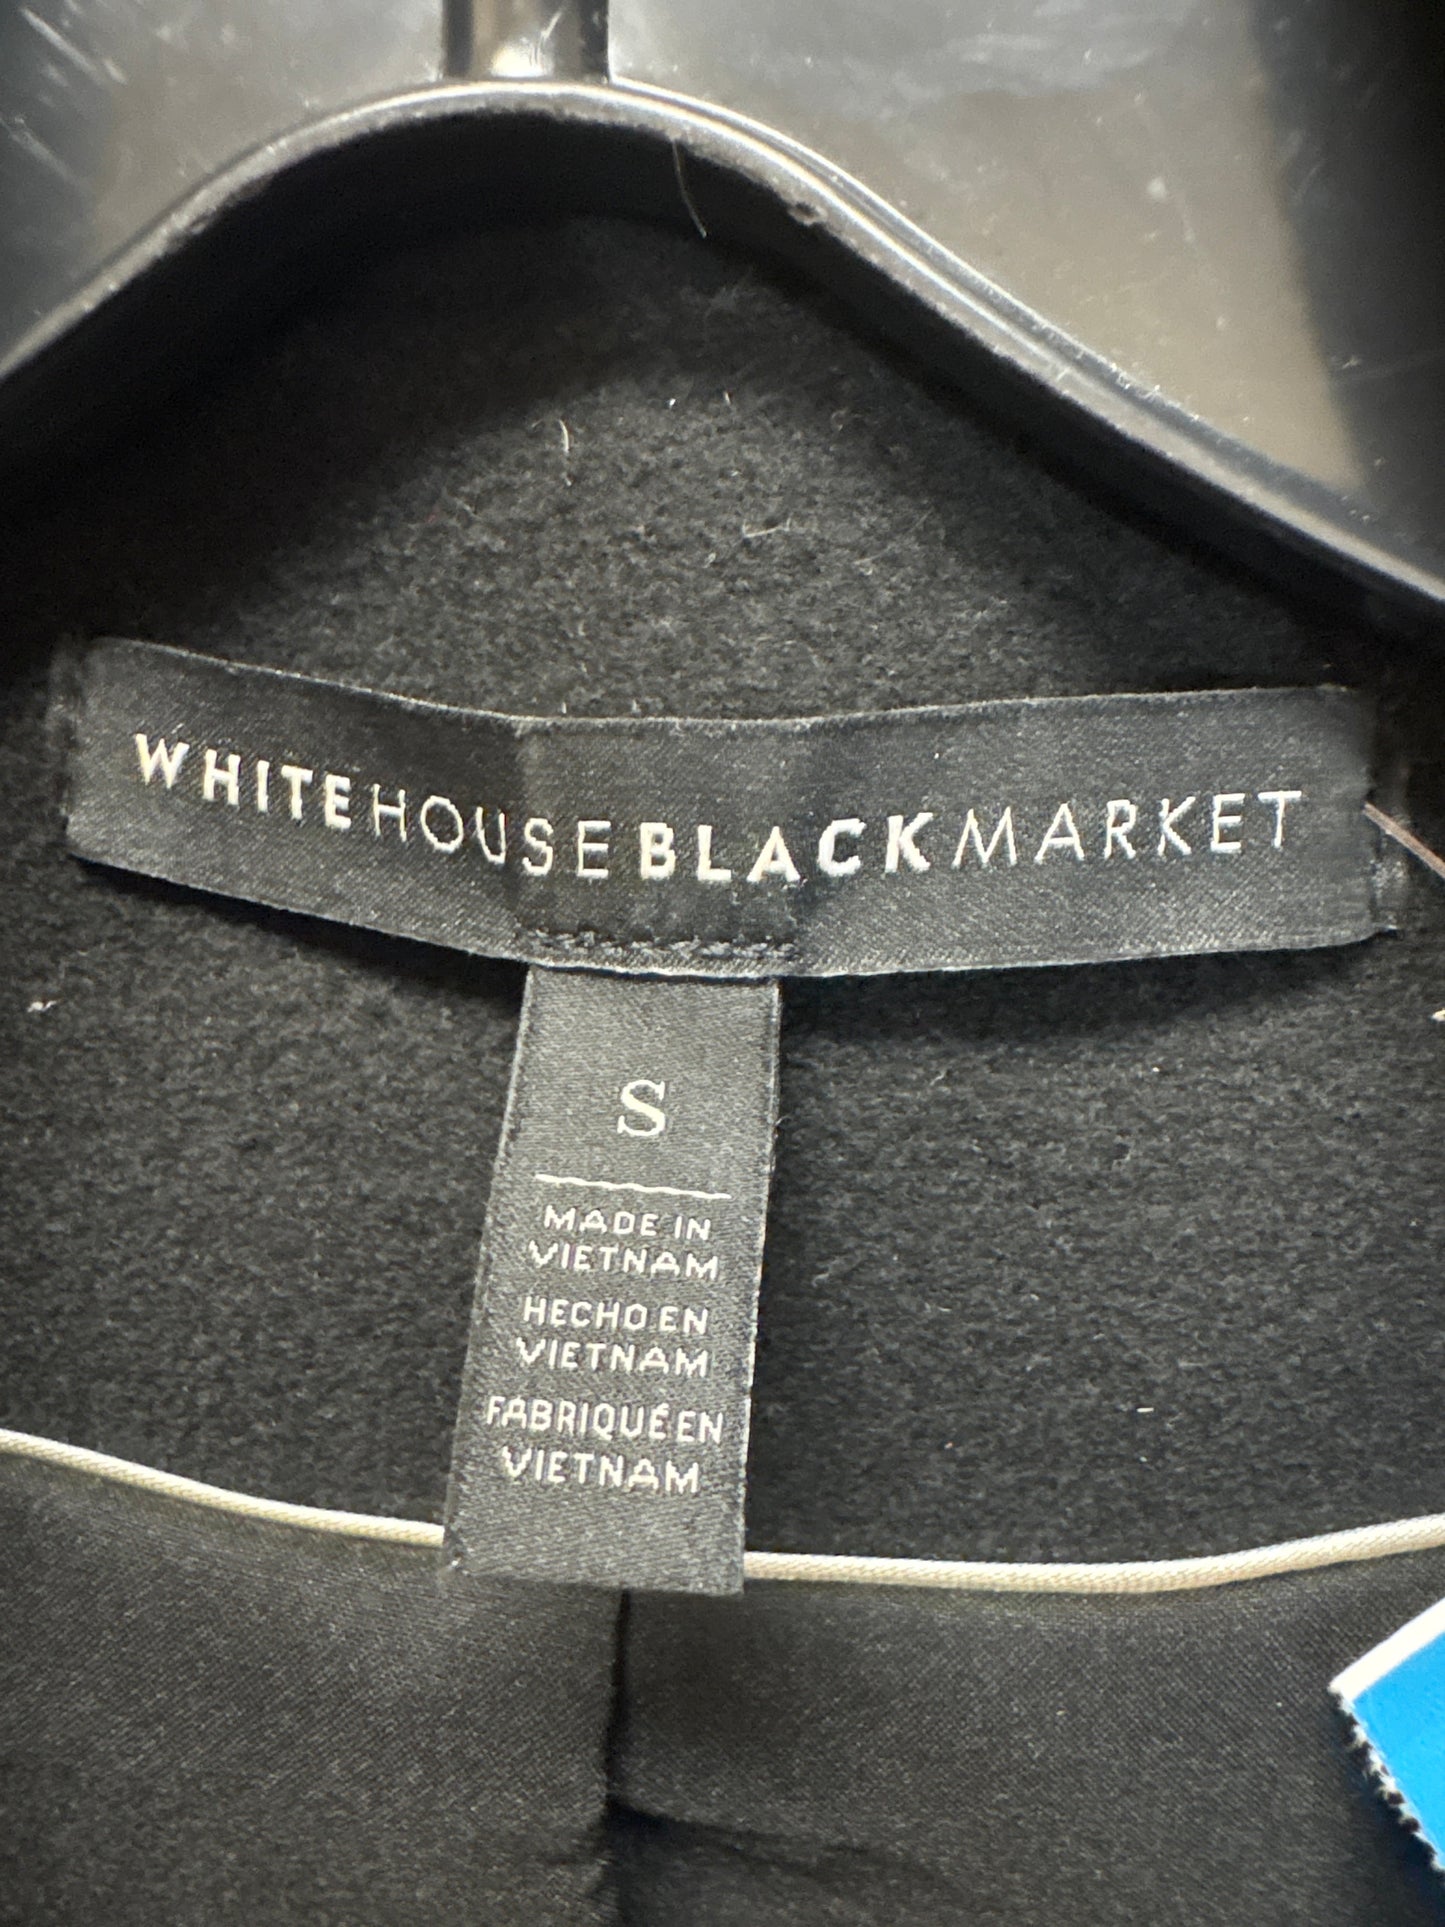 WHITEHOUSEBLACKMARKET
S
MADE IN
VIETNAM
HECHO EN
VIETNAM
FABRIQUÉ EN
VIETNAM